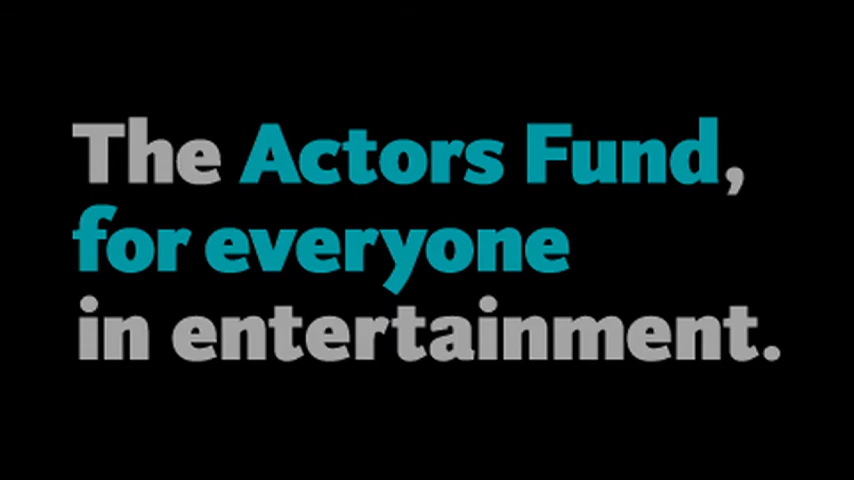 The Actors Fund,
for everyone
in entertainment.